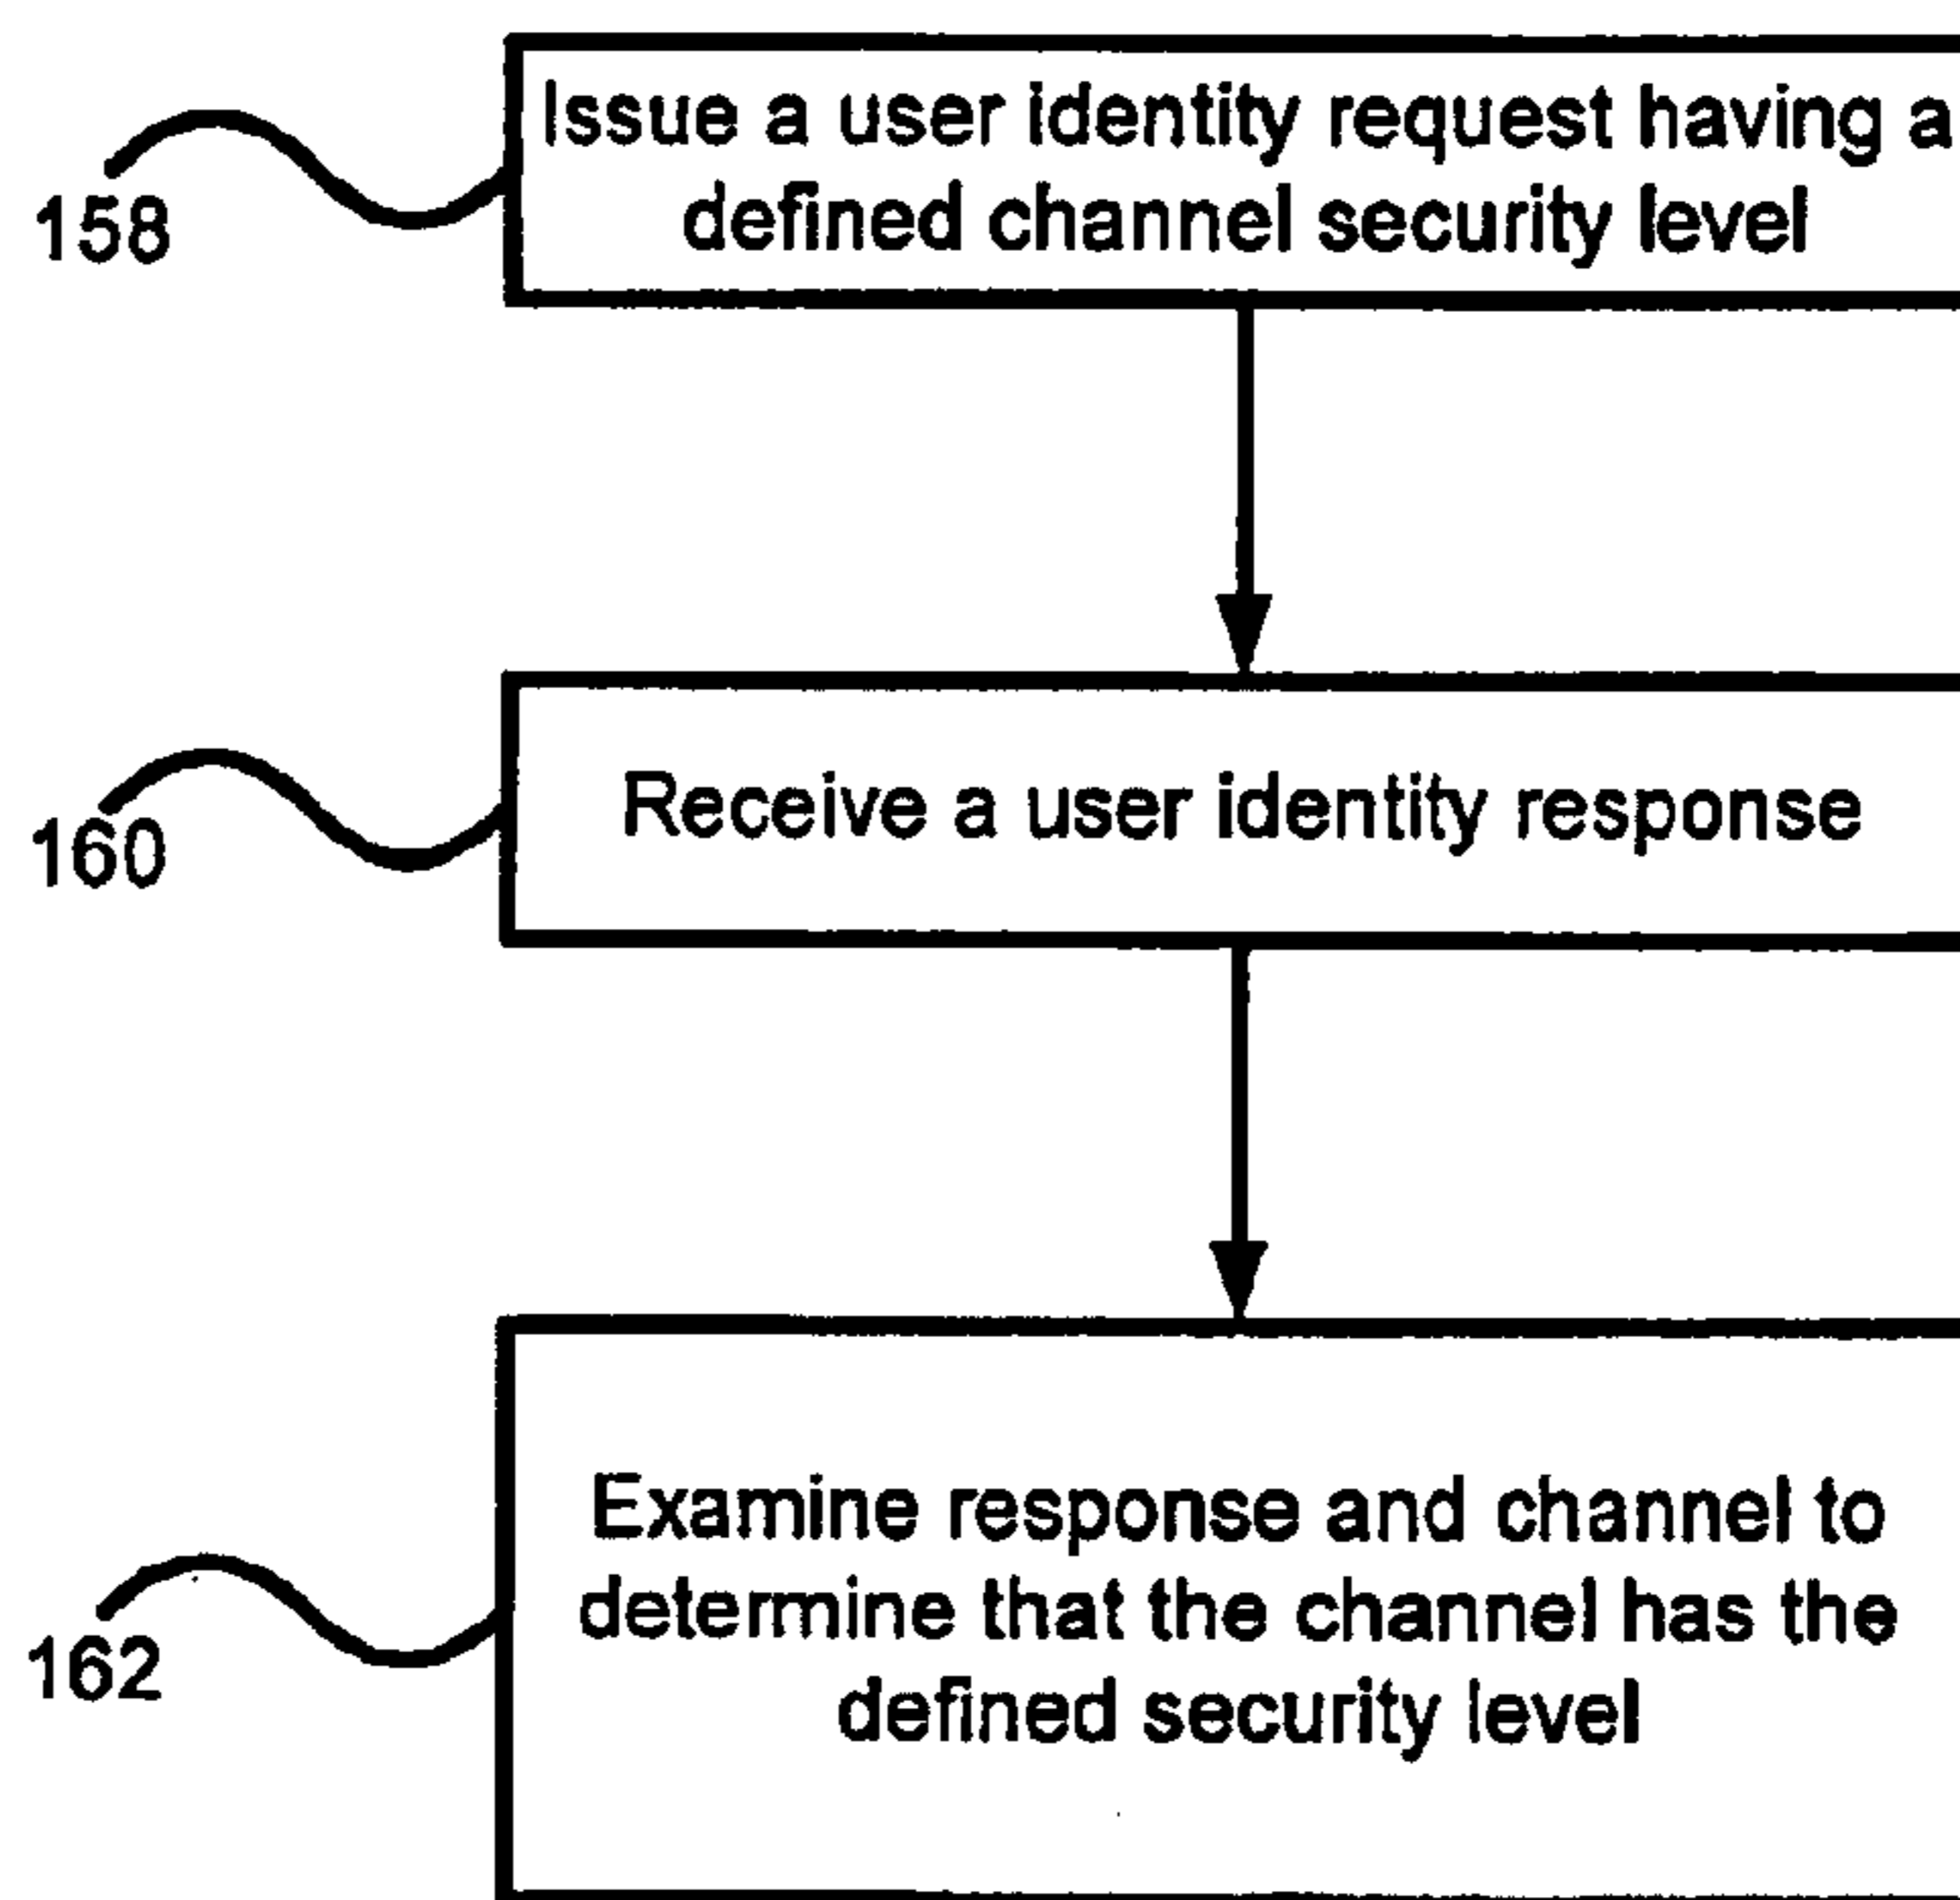 Issue a user identity request having a
defined channel security level
158
Receive a user identity response
160
Examine response and channel to
determine that the channel has the
defined security level
162